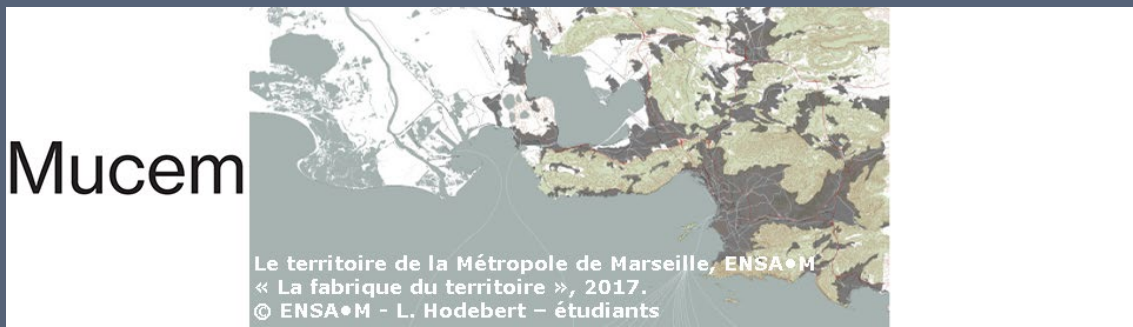 Mucem
Le territoire de la Métropole de Marseille, ENSA•M
« La fabrique du territoire », 2017.
© ENSA•M - L. Hodebert – étudiants